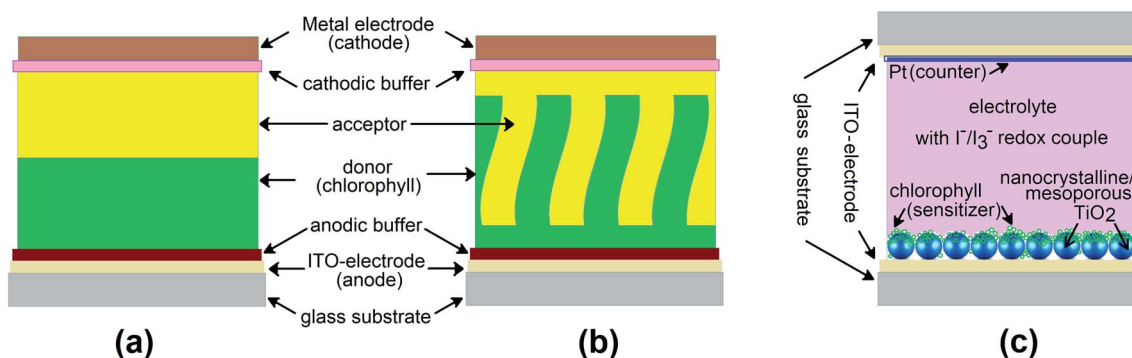 Metal electrode
(cathode)
cathodic buffer
acceptor
donor
(chlorophyll)
anodic buffer
ITO-electrode
(anode)
glass substrate
(a)
(b)
glass substrate
ITO-electrode
Pt(counter)
electrolyte
with I⁻/I₃⁻ redox couple
chlorophyll
(sensitizer)
nanocrystalline/
mesoporous
TiO₂
(c)